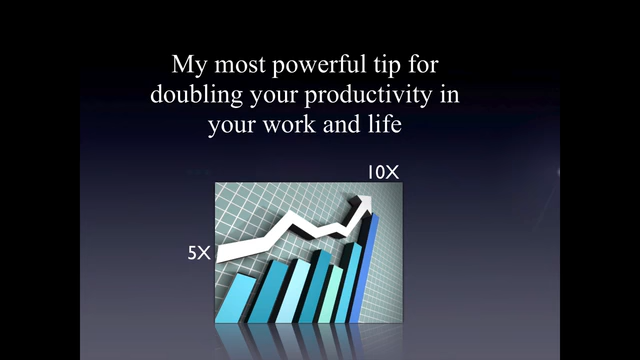 My most powerful tip for
doubling your productivity in
your work and life
10X
5X